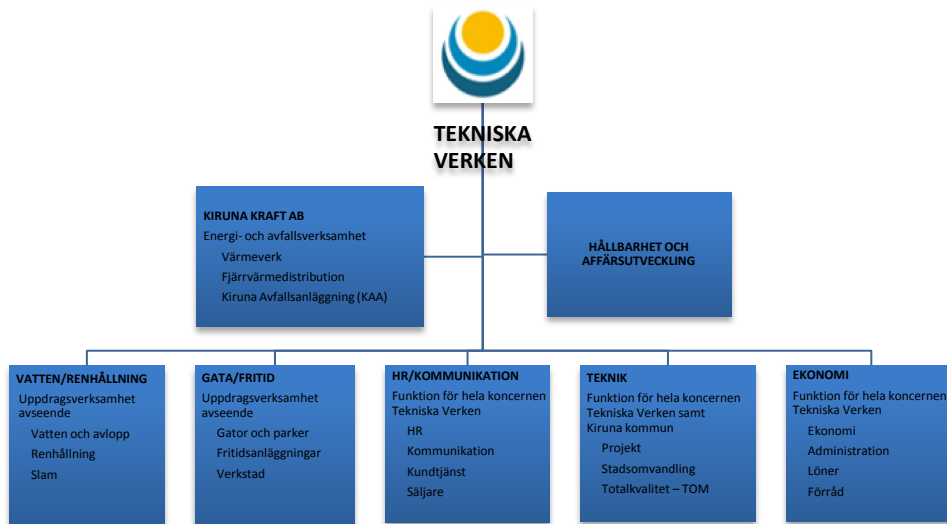 TEKNISKA
VERKEN
KIRUNA KRAFT AB
Energi- och avfallsverksamhet
Värmeverk
Fjärrvärmedistribution
Kiruna Avfallsanläggning (KAA)
HÅLLBARHET OCH
AFFÄRSUTVECKLING
VATTEN/RENHÅLLNING
Uppdragsverksamhet
avseende
Vatten och avlopp
Renhållning
Slam
GATA/FRITID
Uppdragsverksamhet
avseende
Gator och parker
Fritidsanläggningar
Verkstad
HR/KOMMUNIKATION
Funktion för hela koncernen
Tekniska Verken
HR
Kommunikation
Kundtjänst
Säljare
TEKNIK
Funktion för hela koncernen
Tekniska Verken samt
Kiruna kommun
Projekt
Stadsomvandling
Totalkvalitet – TOM
EKONOMI
Funktion för hela koncernen
Tekniska Verken
Ekonomi
Administration
Löner
Förråd